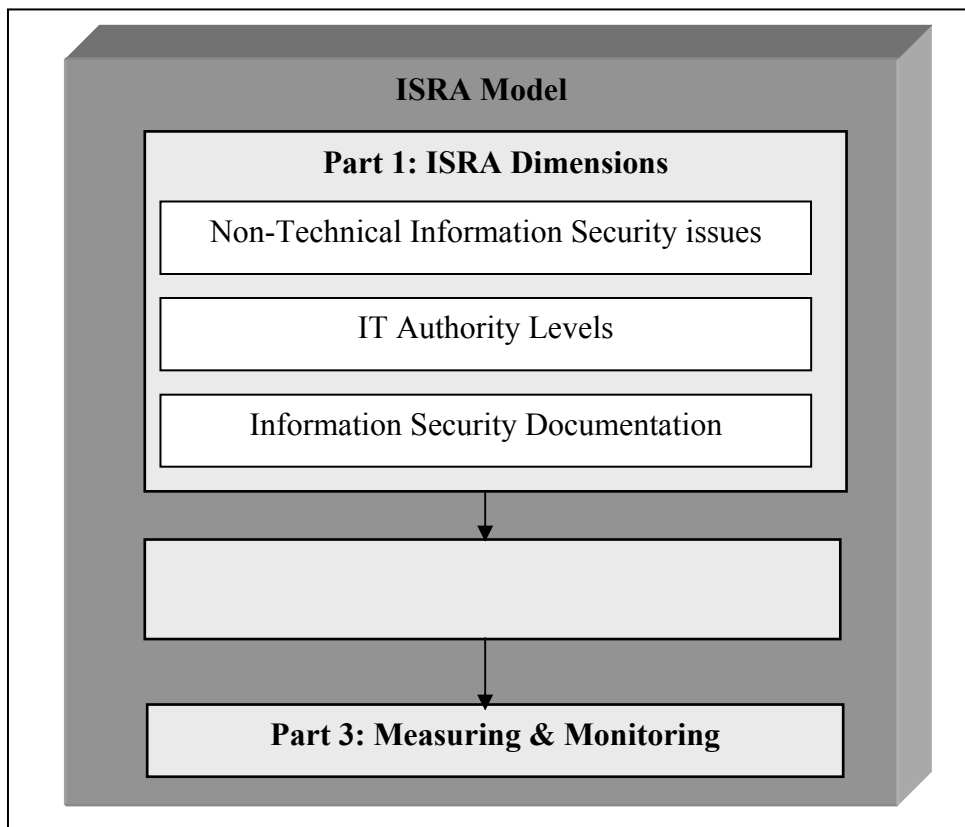 ISRA Model
Part 1: ISRA Dimensions
Non-Technical Information Security issues
IT Authority Levels
Information Security Documentation
Part 3: Measuring & Monitoring